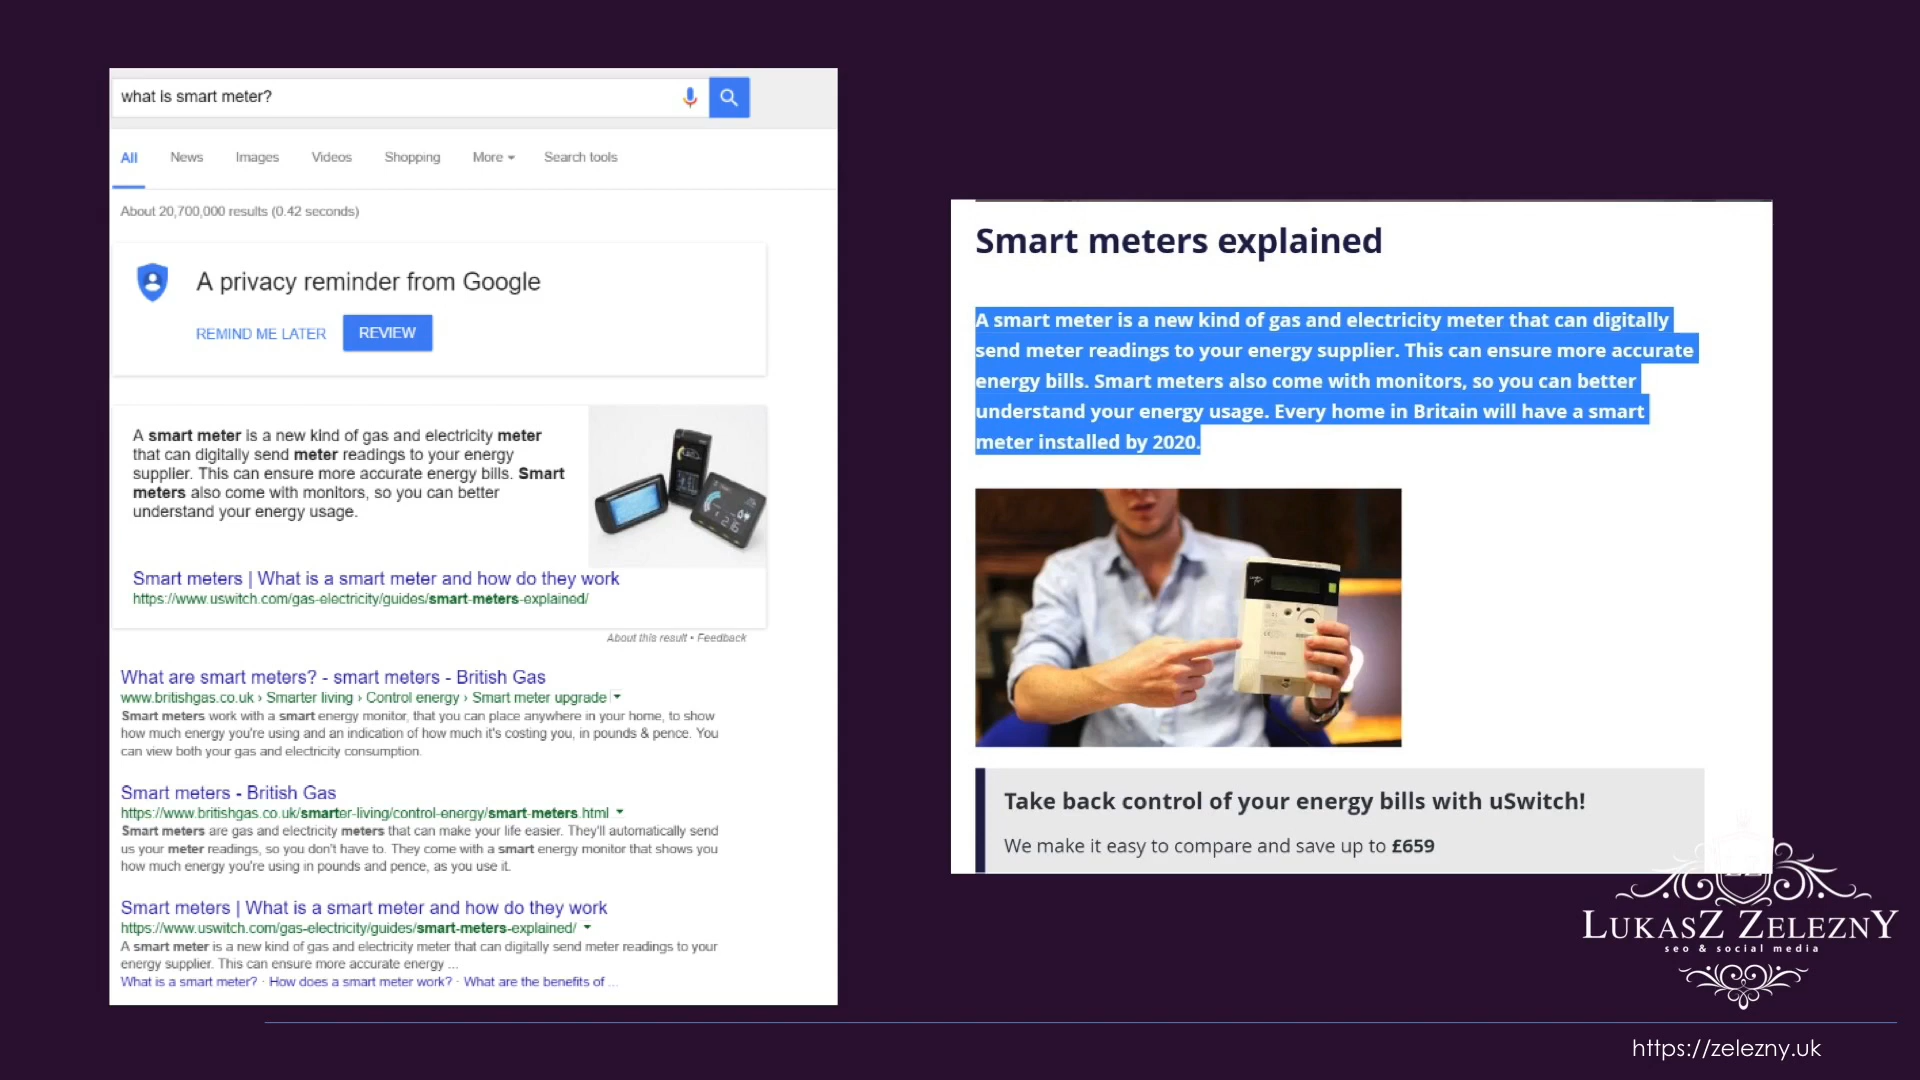 what is smart meter?
All News Images Videos Shopping More Search tools
About 20,700,000 results (0.42 seconds)
A privacy reminder from Google
REMIND ME LATER REVIEW
A smart meter is a new kind of gas and electricity meter
that can digitally send meter readings to your energy
supplier. This can ensure more accurate energy bills. Smart
meters also come with monitors, so you can better
understand your energy usage.
Smart meters | What is a smart meter and how do they work
https://www.uswitch.com/gas-electricity/guides/smart-meters-explained/
About this result • Feedback
What are smart meters? - smart meters - British Gas
www.britishgas.co.uk › Smarter living › Control energy › Smart meter upgrade
Smart meters work with a smart energy monitor, that you can place anywhere in your home, to show
how much energy you're using and an indication of how much it's costing you, in pounds & pence. You
can view both your gas and electricity consumption.
Smart meters - British Gas
https://www.britishgas.co.uk/smarter-living/control-energy/smart-meters.html
Smart meters are gas and electricity meters that can make your life easier. They'll automatically send
us your meter readings, so you don't have to. They come with a smart energy monitor that shows you
how much energy you're using in pounds and pence, as you use it.
Smart meters | What is a smart meter and how do they work
https://www.uswitch.com/gas-electricity/guides/smart-meters-explained/
A smart meter is a new kind of gas and electricity meter that can digitally send meter readings to your
energy supplier. This can ensure more accurate energy ...
What is a smart meter? · How does a smart meter work? · What are the benefits of ...
Smart meters explained
A smart meter is a new kind of gas and electricity meter that can digitally
send meter readings to your energy supplier. This can ensure more accurate
energy bills. Smart meters also come with monitors, so you can better
understand your energy usage. Every home in Britain will have a smart
meter installed by 2020.
Take back control of your energy bills with uSwitch!
We make it easy to compare and save up to £659
LUKASZ ZELEZNY
seo & social media
https://zelezny.uk